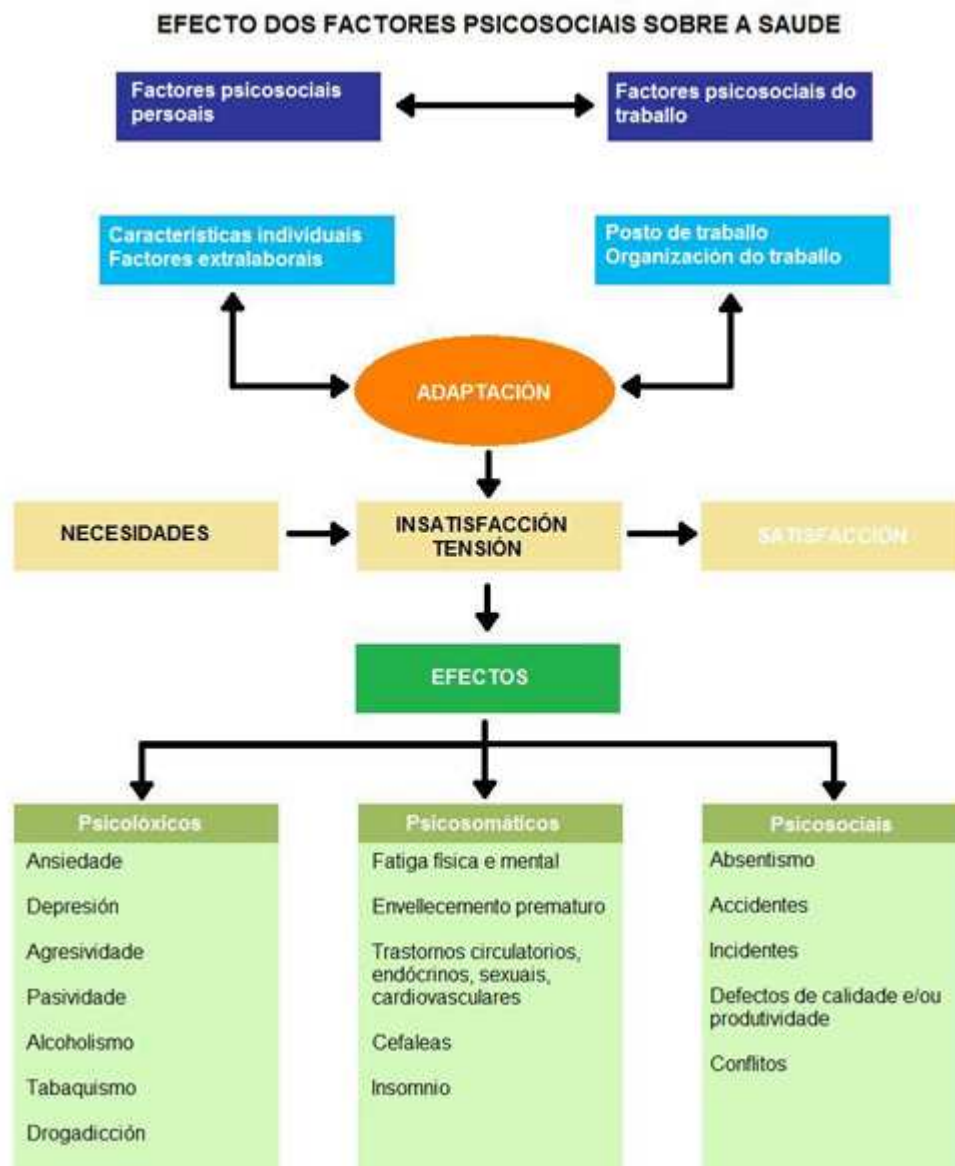 EFECTO DOS FACTORES PSICOSOCIAIS SOBRE A SAUDE
Factores psicosociais
persoais
Factores psicosociais do
traballo
Características individuais
Factores extralaborais
Posto de traballo
Organización do traballo
ADAPTACIÓN
NECESIDADES
INSATISFACCIÓN
TENSIÓN
SATISFACCIÓN
EFECTOS
Psicolóxicos
Ansiedade
Depresión
Agresividade
Pasividade
Alcoholismo
Tabaquismo
Drogadicción
Psicosomáticos
Fatiga física e mental
Envellecemento prematuro
Trastornos circulatorios,
endócrinos, sexuais,
cardiovasculares
Cefaleas
Insomnio
Psicosociais
Absentismo
Accidentes
Incidentes
Defectos de calidade e/ou
produtividade
Conflitos